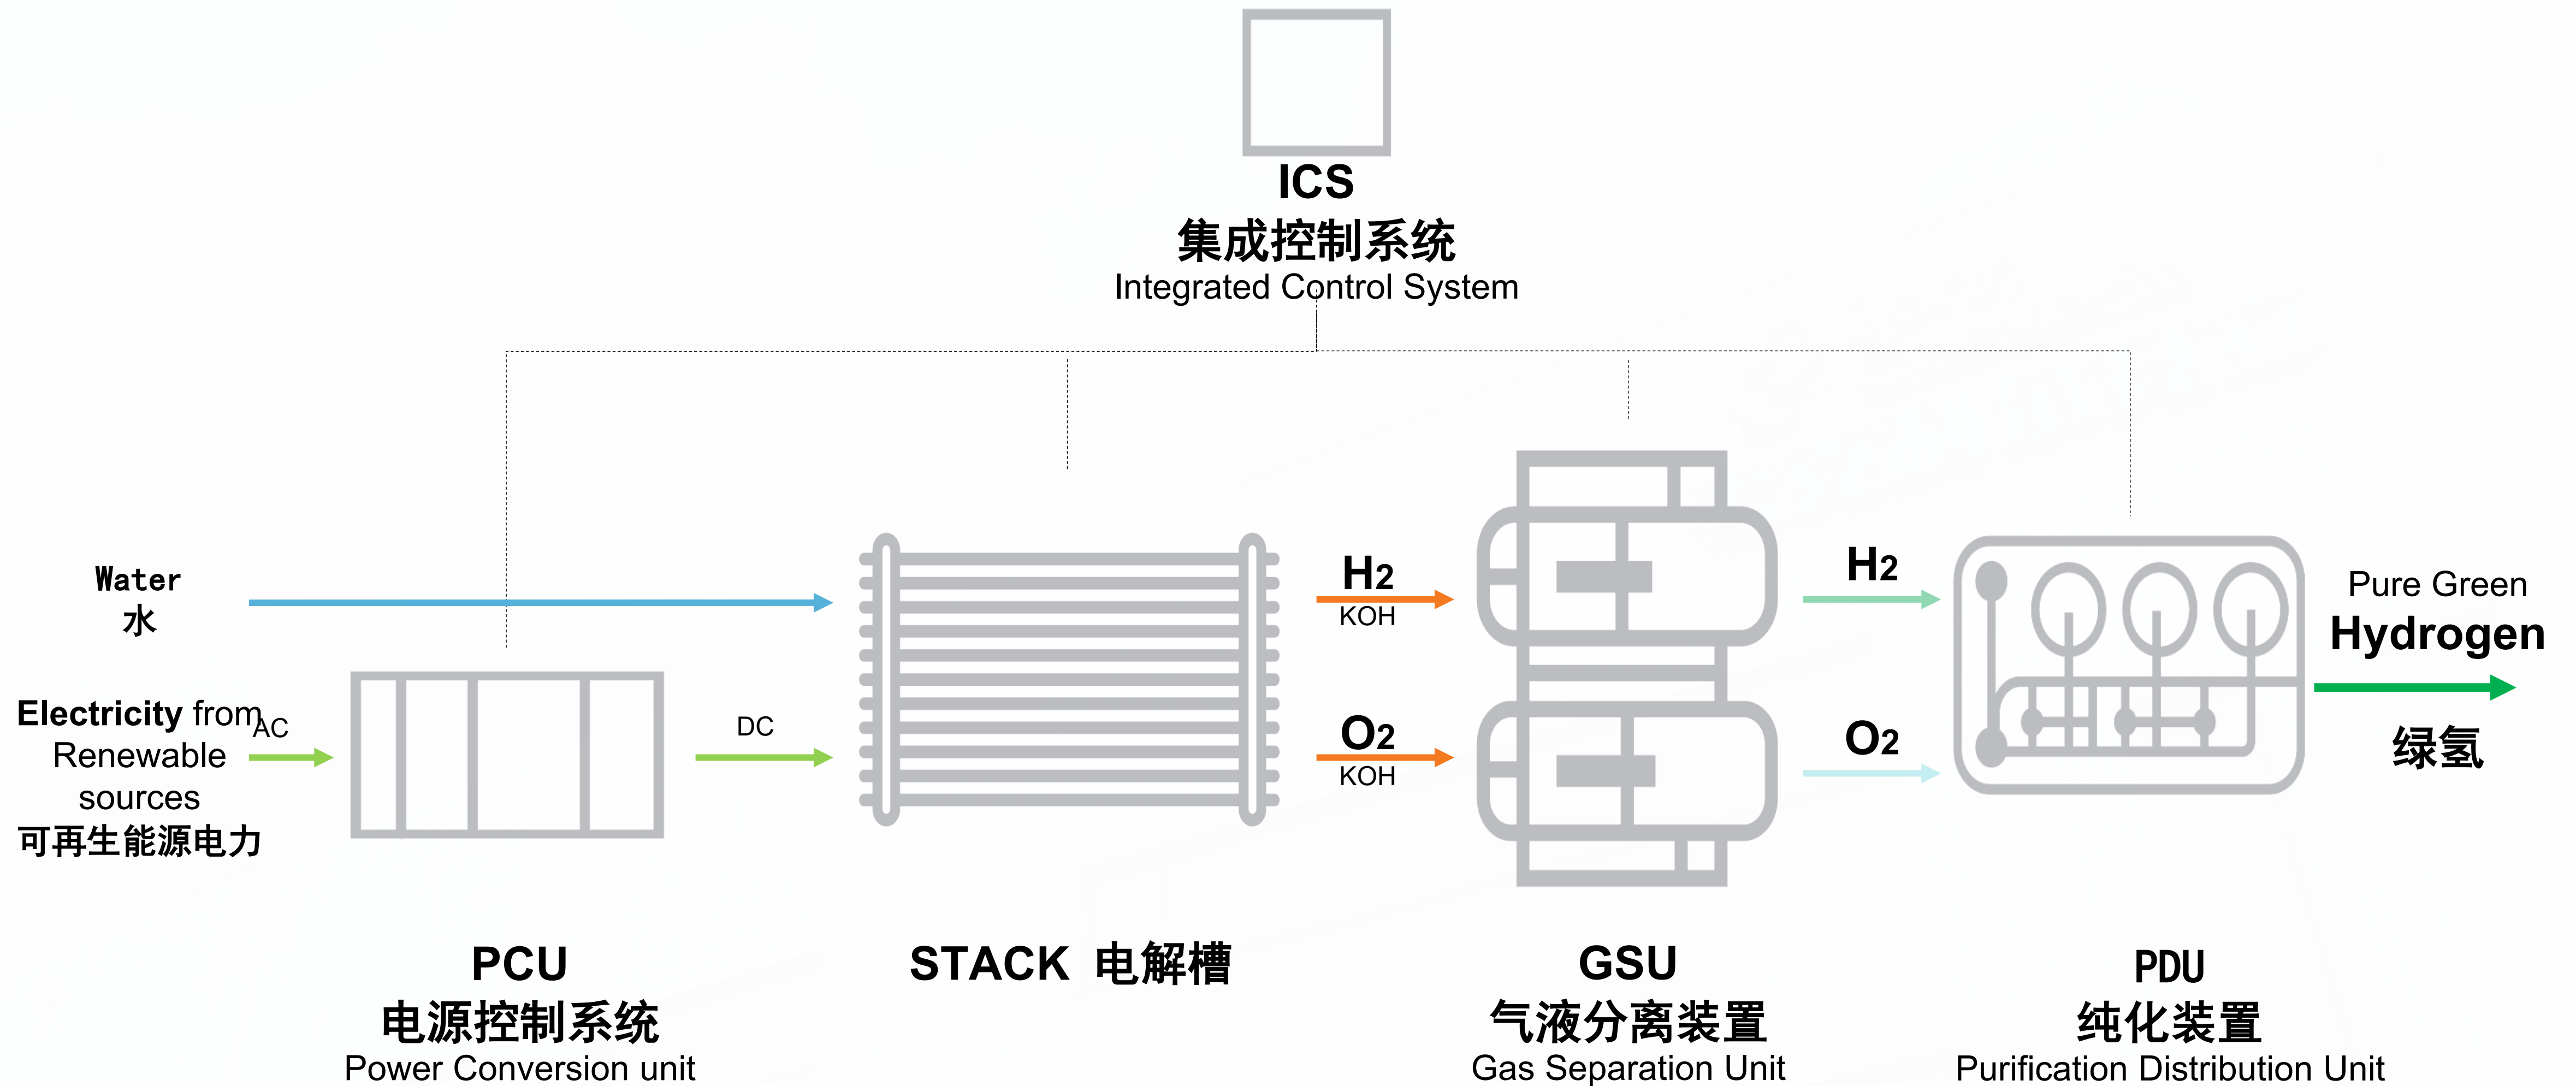 ICS
集成控制系统
Integrated Control System
Water
水
Electricity from
Renewable
sources
可再生能源电力
AC
DC
H2
KOH
O2
KOH
H2
O2
Pure Green
Hydrogen
绿氢
PCU
电源控制系统
Power Conversion unit
STACK 电解槽
GSU
气液分离装置
Gas Separation Unit
PDU
纯化装置
Purification Distribution Unit